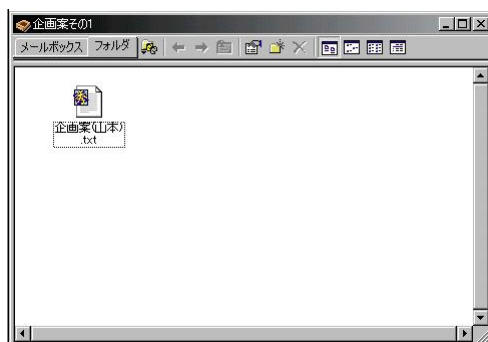 企画案その1
メールボックス フォルダ
秀
企画案(山本)
.txt